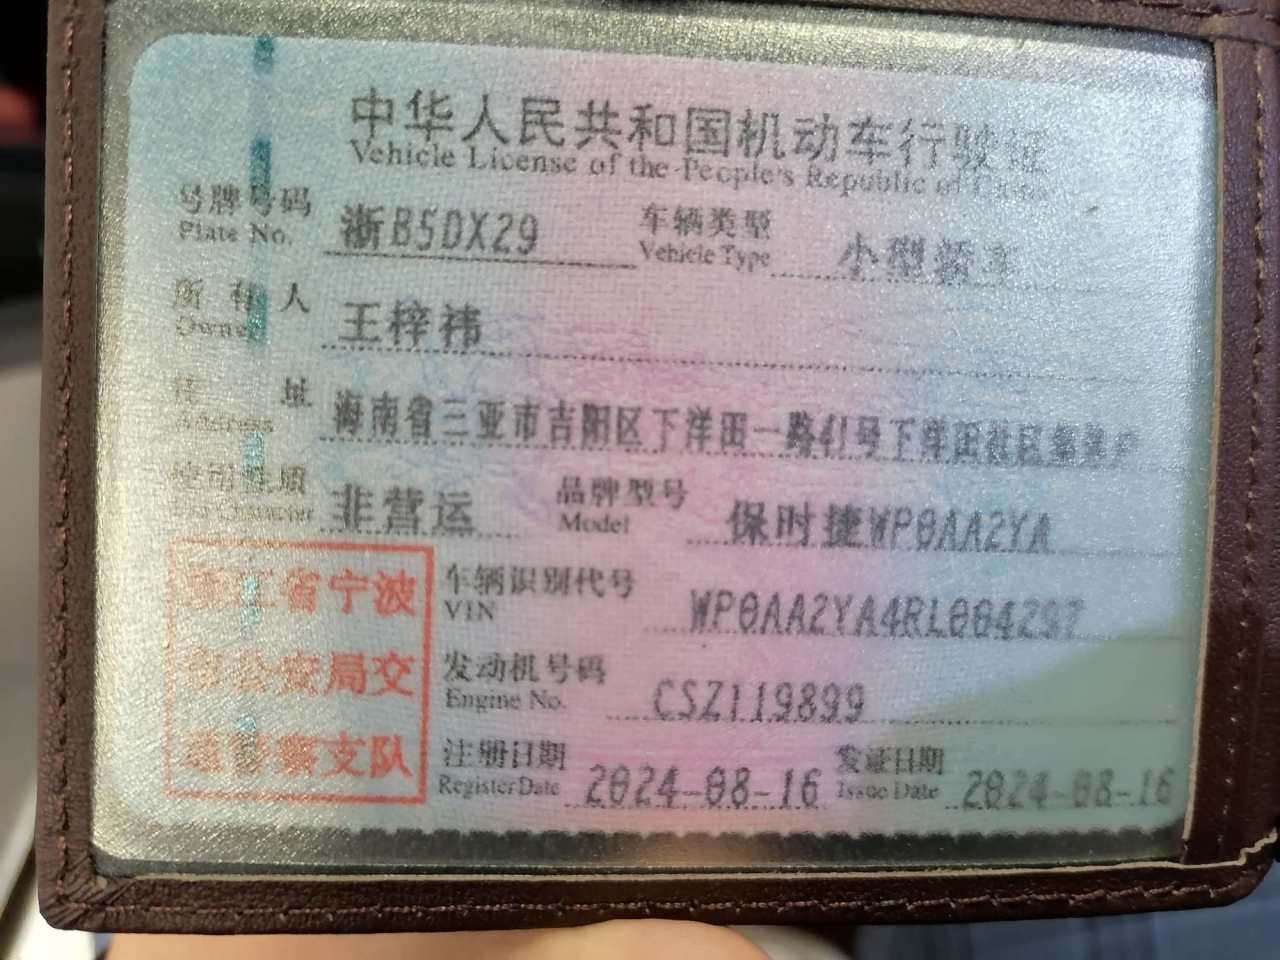 中华人民共和国机动车行驶证
Vehicle License of the People's Republic of China
号牌号码 浙B5DX29 车辆类型 小型轿车
Plate No. Vehicle Type
所有人 王梓祎
Owner
住址 海南省三亚市吉阳区下洋田一路41号下洋田社区集体户
Address
使用性质 非营运 品牌型号 保时捷WP0AA2YA
Use Character Model
浙江省宁波
市公安局交
通警察支队
车辆识别代号 WP0AA2YA4RL004297
VIN
发动机号码 CSZ119899
Engine No.
注册日期 2024-08-16 发证日期 2024-08-16
Register Date Issue Date